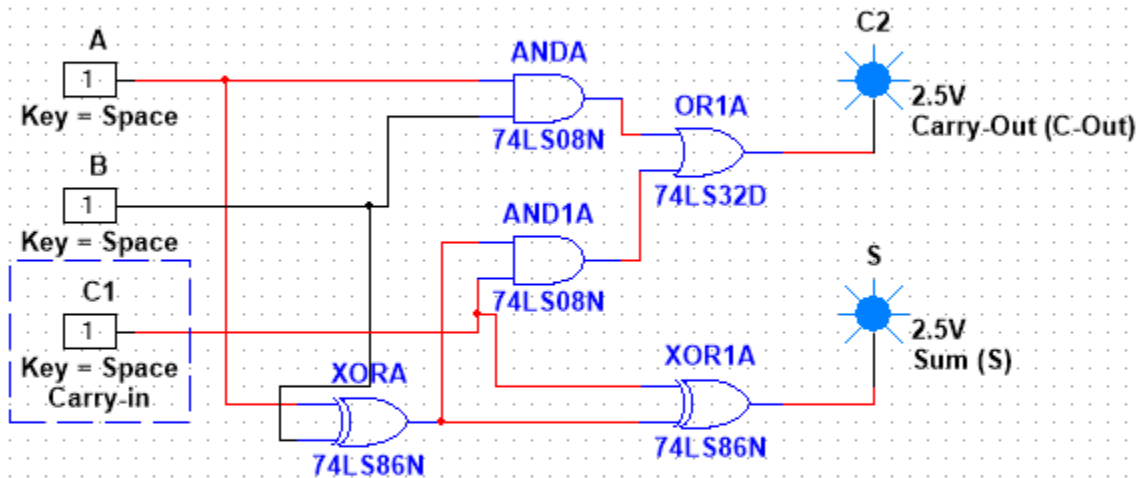 A
1
Key = Space
B
1
Key = Space
C1
1
Key = Space
Carry-in
ANDA
74LS08N
AND1A
74LS08N
XORA
74LS86N
OR1A
74LS32D
XOR1A
74LS86N
C2
2.5V
Carry-Out (C-Out)
S
2.5V
Sum (S)